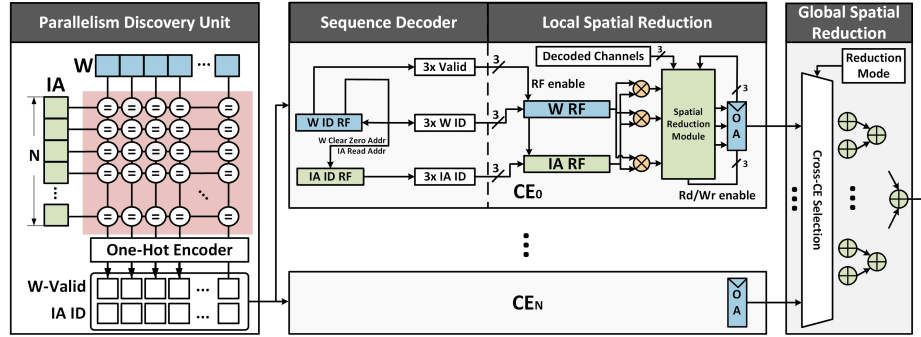 Parallelism Discovery Unit
W
...
IA
N
= = = = ... =
= = = = ... =
= = = = ... =
= = = = ... =
...
= = = = ... =
One-Hot Encoder
W-Valid
...
IA ID
...
Sequence Decoder
Local Spatial Reduction
3x Valid
3
W ID RF
3x W ID
3
W Clear Zero Addr
IA Read Addr
IA ID RF
3x IA ID
3
Decoded Channels
3
RF enable
W RF
IA RF
Spatial
Reduction
Module
3
O
A
3
Rd/Wr enable
CE0
...
CEN
O
A
Global Spatial
Reduction
Reduction
Mode
Cross-CE Selection
...
...
...